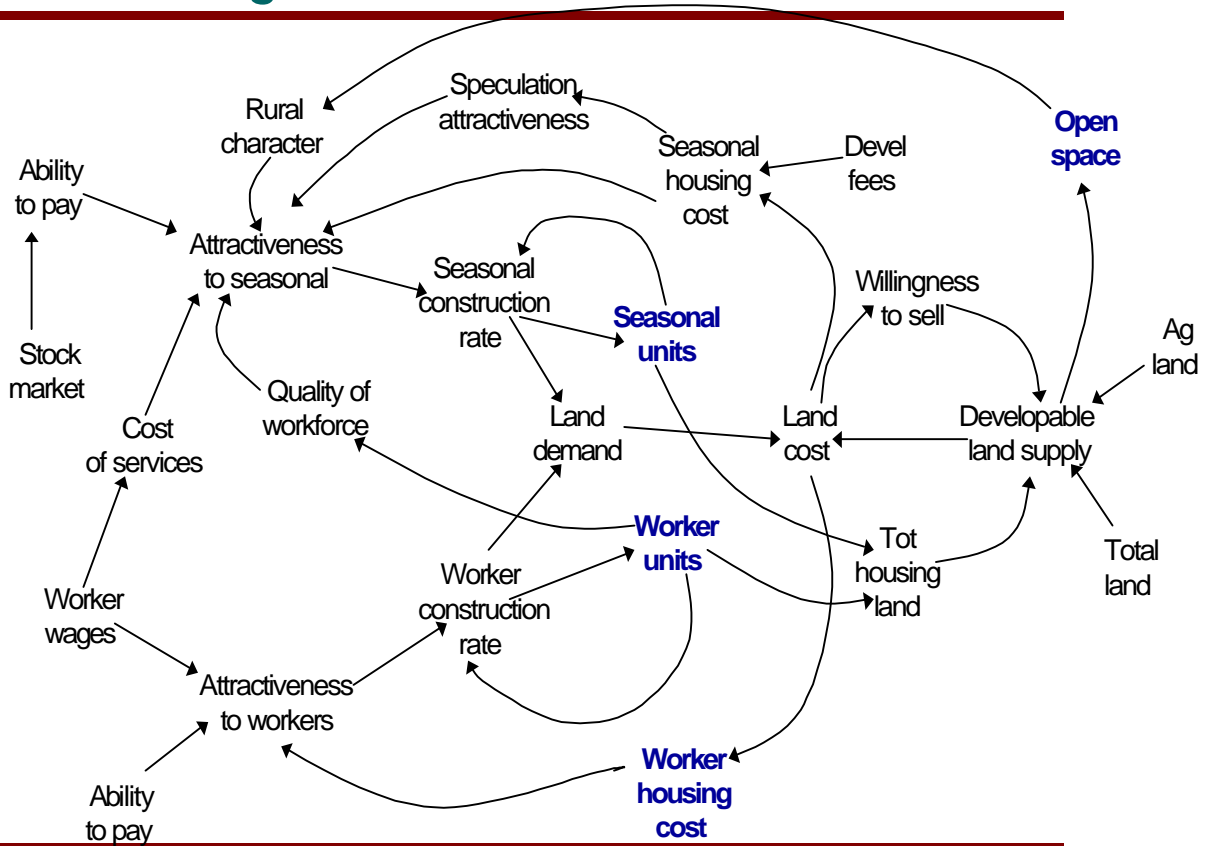 Speculation
attractiveness
Rural
character
Open
space
Seasonal
housing
cost
Devel
fees
Ability
to pay
Attractiveness
to seasonal
Seasonal
construction
rate
Willingness
to sell
Seasonal
units
Ag
land
Stock
market
Quality of
workforce
Land
demand
Land
cost
Developable
land supply
Cost
of services
Worker
units
Tot
housing
land
Total
land
Worker
construction
rate
Worker
wages
Attractiveness
to workers
Worker
housing
cost
Ability
to pay